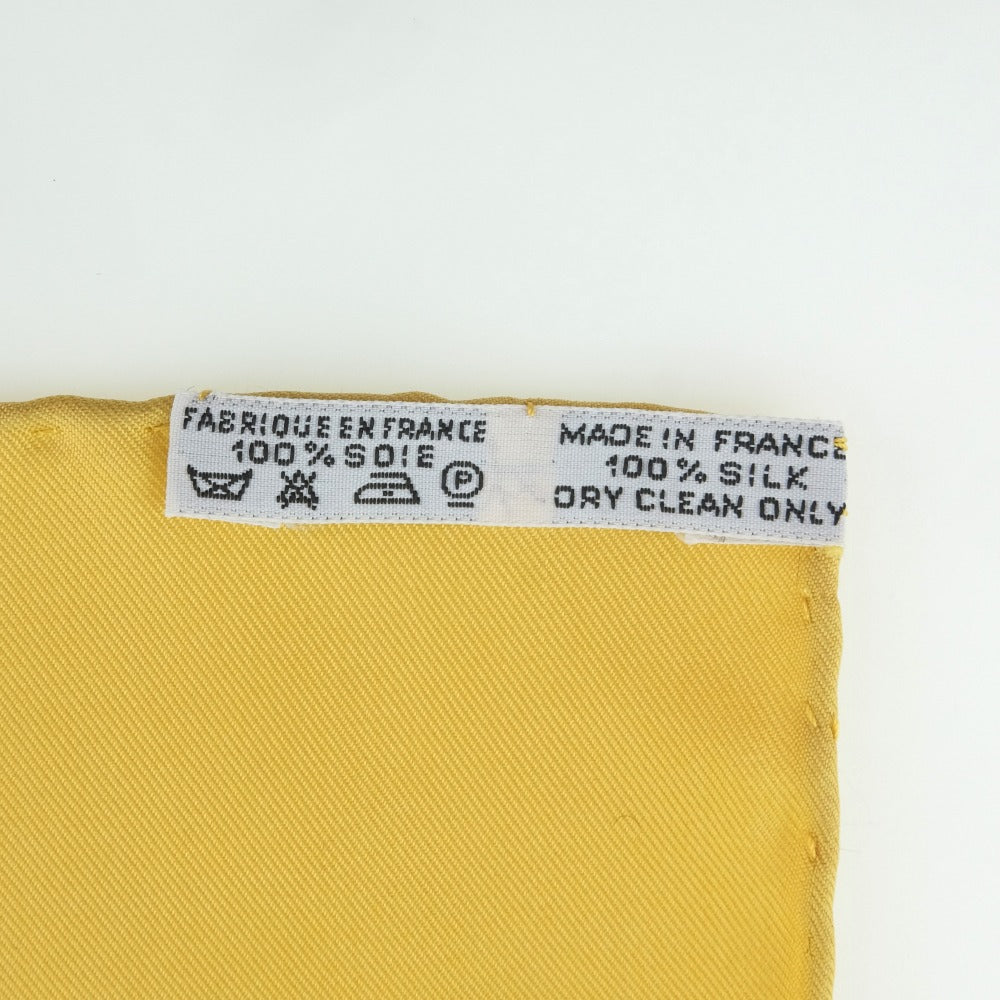 FABRIQUE EN FRANCE
100% SOIE
P
MADE IN FRANCE
100% SILK
DRY CLEAN ONLY